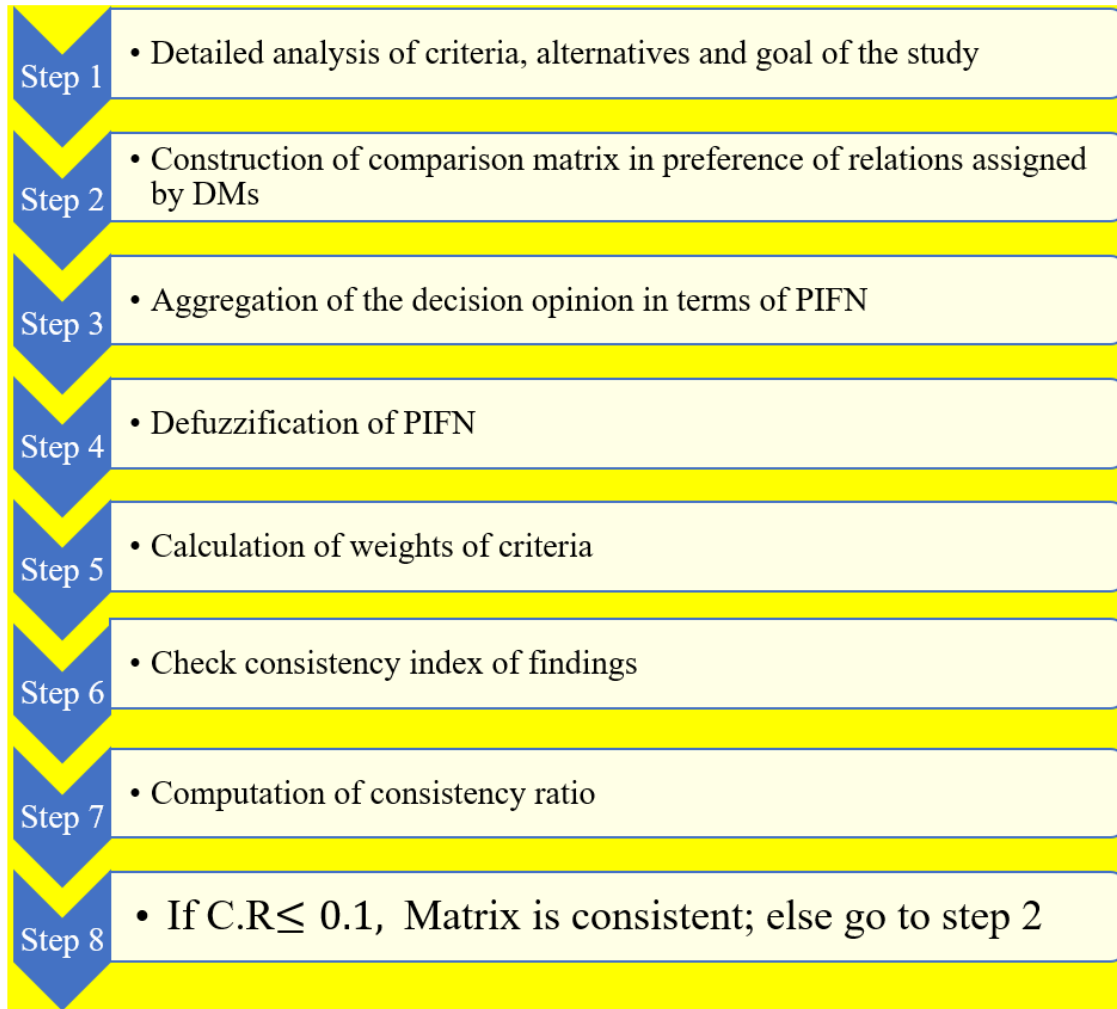 Step 1
• Detailed analysis of criteria, alternatives and goal of the study
Step 2
• Construction of comparison matrix in preference of relations assigned
by DMs
Step 3
• Aggregation of the decision opinion in terms of PIFN
Step 4
• Defuzzification of PIFN
Step 5
• Calculation of weights of criteria
Step 6
• Check consistency index of findings
Step 7
• Computation of consistency ratio
Step 8
• If C.R≤ 0.1, Matrix is consistent; else go to step 2